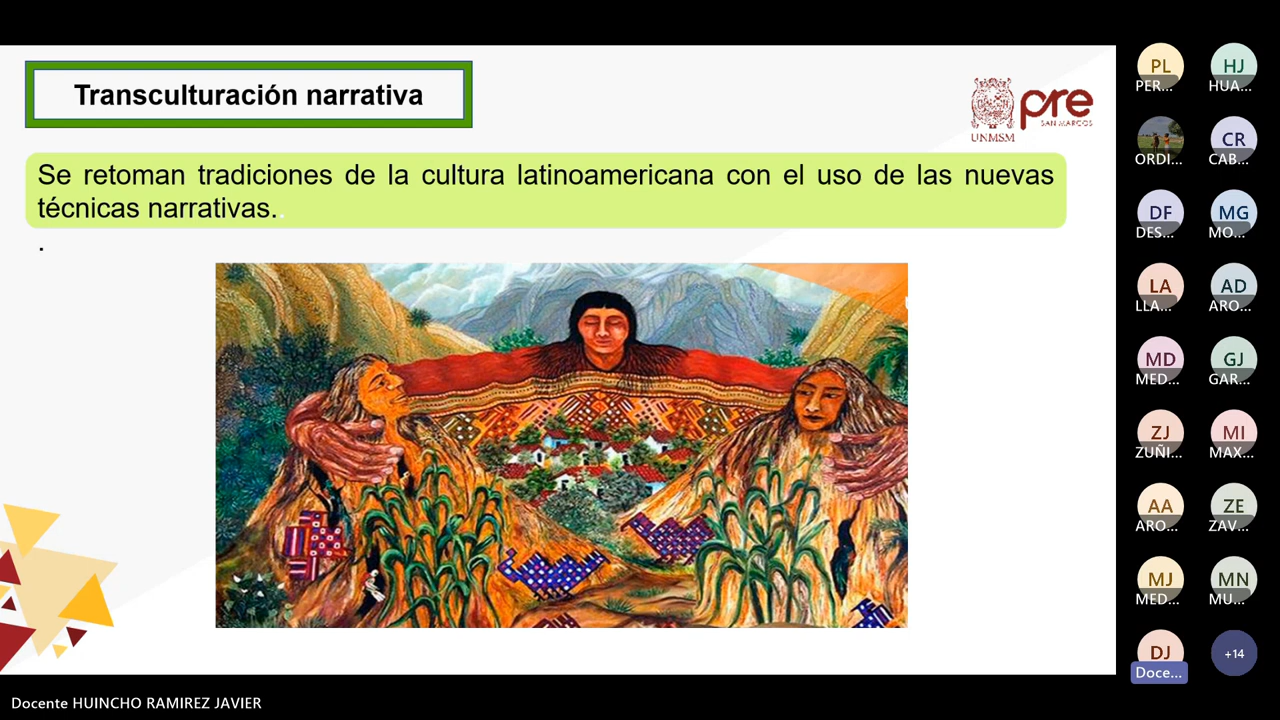 Transculturación narrativa
UNMSM
pre
SAN MARCOS
Se retoman tradiciones de la cultura latinoamericana con el uso de las nuevas
técnicas narrativas..
.
PL
PER...
HJ
HUA...
ORDI...
CR
CAB...
DF
DES...
MG
MO...
LA
LLA...
AD
ARO...
MD
MED...
GJ
GAR...
ZJ
ZUÑI...
MI
MAX...
AA
ARO...
ZE
ZAV...
MJ
MED...
MN
MU...
DJ
Doce...
+14
Docente HUINCHO RAMIREZ JAVIER